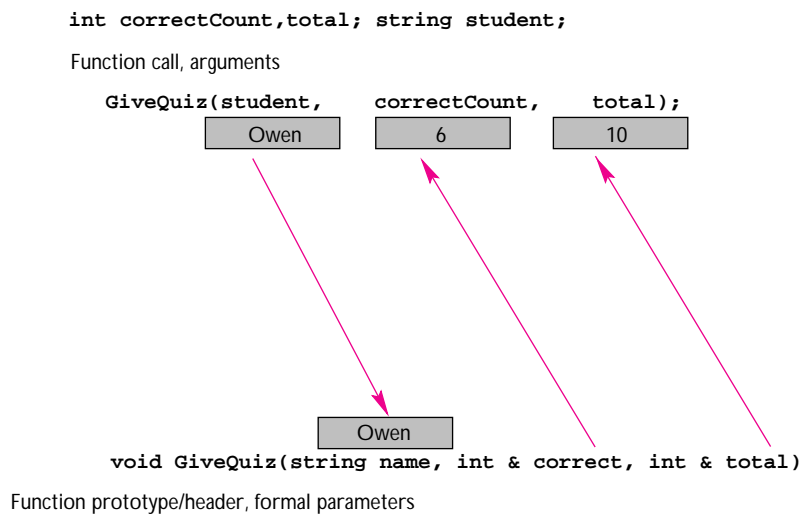 int correctCount,total; string student;
Function call, arguments
GiveQuiz(student, correctCount, total);
Owen 6 10
Owen
void GiveQuiz(string name, int & correct, int & total)
Function prototype/header, formal parameters